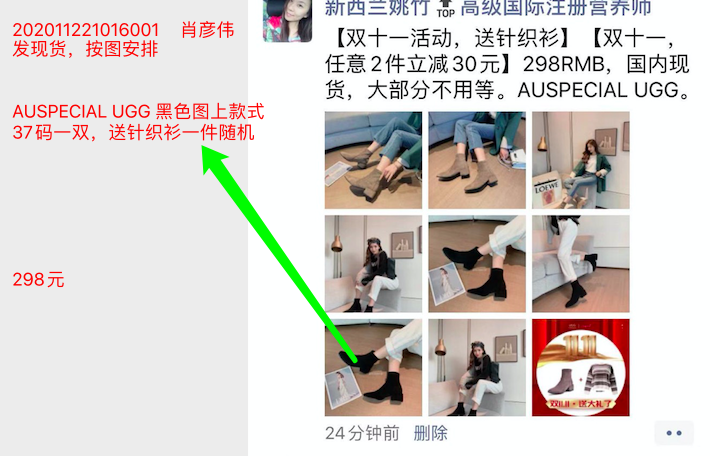 202011221016001 肖彦伟
发现货，按图安排
AUSPECIAL UGG 黑色图上款式
37码一双，送针织衫一件随机
298元
新西兰姚竹 TOP 高级国际注册营养师
【双十一活动，送针织衫】【双十一，
任意2件立减30元】298RMB，国内现
货，大部分不用等。AUSPECIAL UGG。
LOEWE
双11·送大礼了
24分钟前 删除